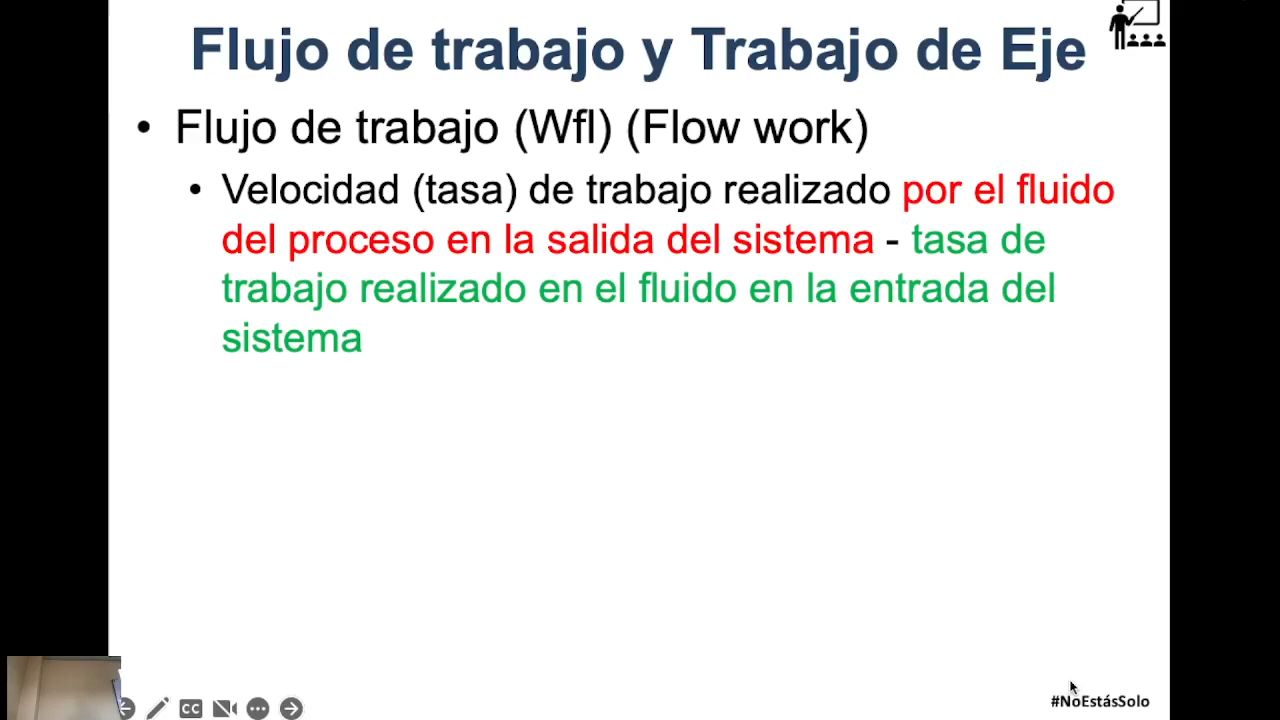 Flujo de trabajo y Trabajo de Eje
• Flujo de trabajo (Wfl) (Flow work)
• Velocidad (tasa) de trabajo realizado por el fluido
del proceso en la salida del sistema - tasa de
trabajo realizado en el fluido en la entrada del
sistema
CC
#NoEstásSolo